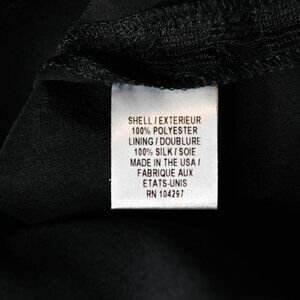 SHELL / EXTERIEUR
100% POLYESTER
LINING / DOUBLURE
100% SILK / SOIE
MADE IN THE USA /
FABRIQUE AUX
ETATS-UNIS
RN 104297